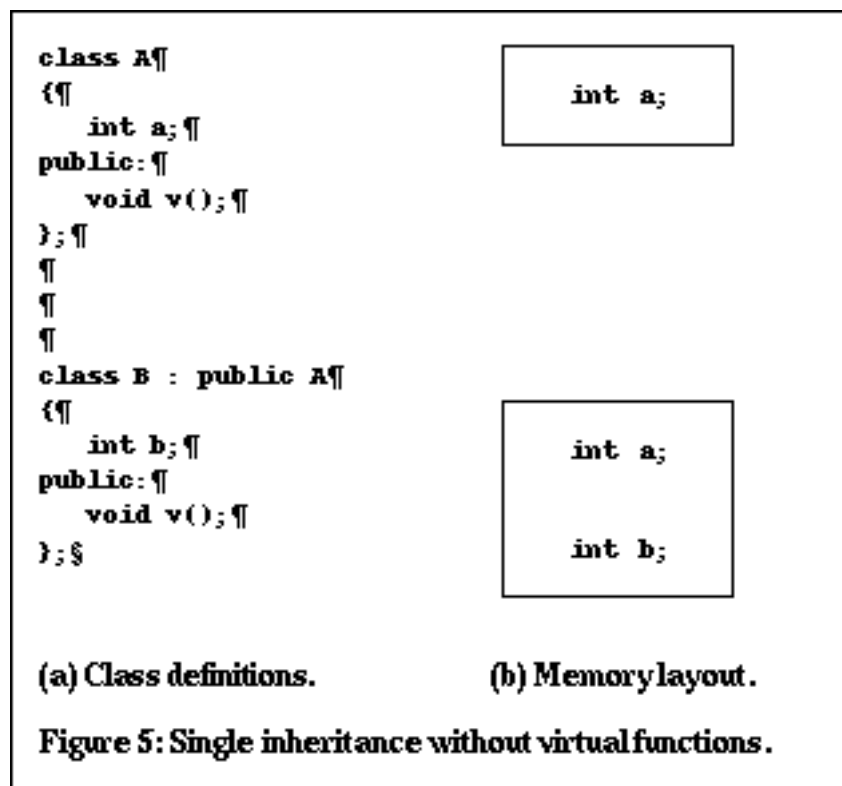 class A¶
{¶
   int a;¶
public:¶
   void v();¶
};¶
¶
¶
¶
class B : public A¶
{¶
   int b;¶
public:¶
   void v();¶
};§
int a;
int a;
int b;
(a) Class definitions.
(b) Memory layout.
Figure 5: Single inheritance without virtual functions.